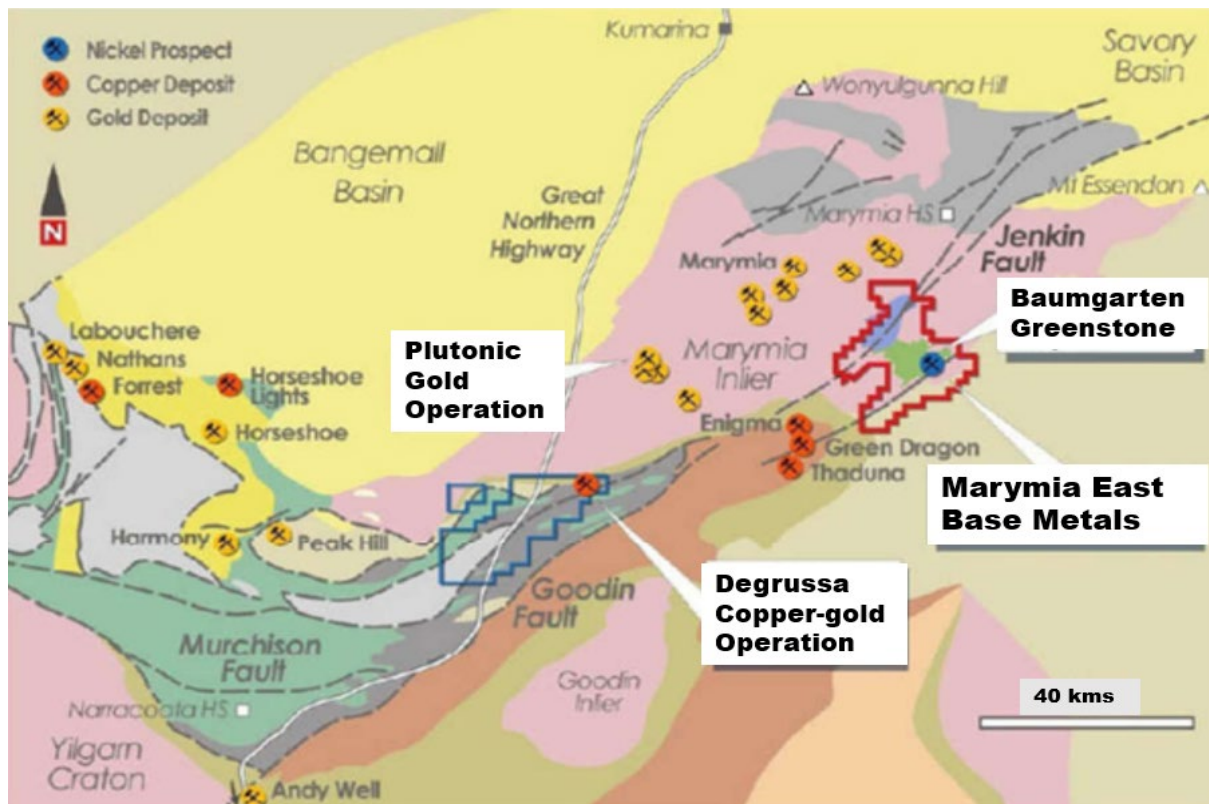 Nickel Prospect
Copper Deposit
Gold Deposit
N
Kumarina
Savory
Basin
Wonyulgunna Hill
Bangemall
Basin
Great
Northern
Highway
Mt Essendon
Marymia HS
Jenkin
Fault
Marymia
Baumgarten
Greenstone
Labouchere
Nathans
Forrest
Horseshoe
Lights
Horseshoe
Plutonic
Gold
Operation
Marymia
Inlier
Enigma
Green Dragon
Thaduna
Marymia East
Base Metals
Harmony
Peak Hill
Goodin
Fault
Degrussa
Copper-gold
Operation
Murchison
Fault
Goodin
Inlier
Narracoota HS
40 kms
Yilgarn
Craton
Andy Well